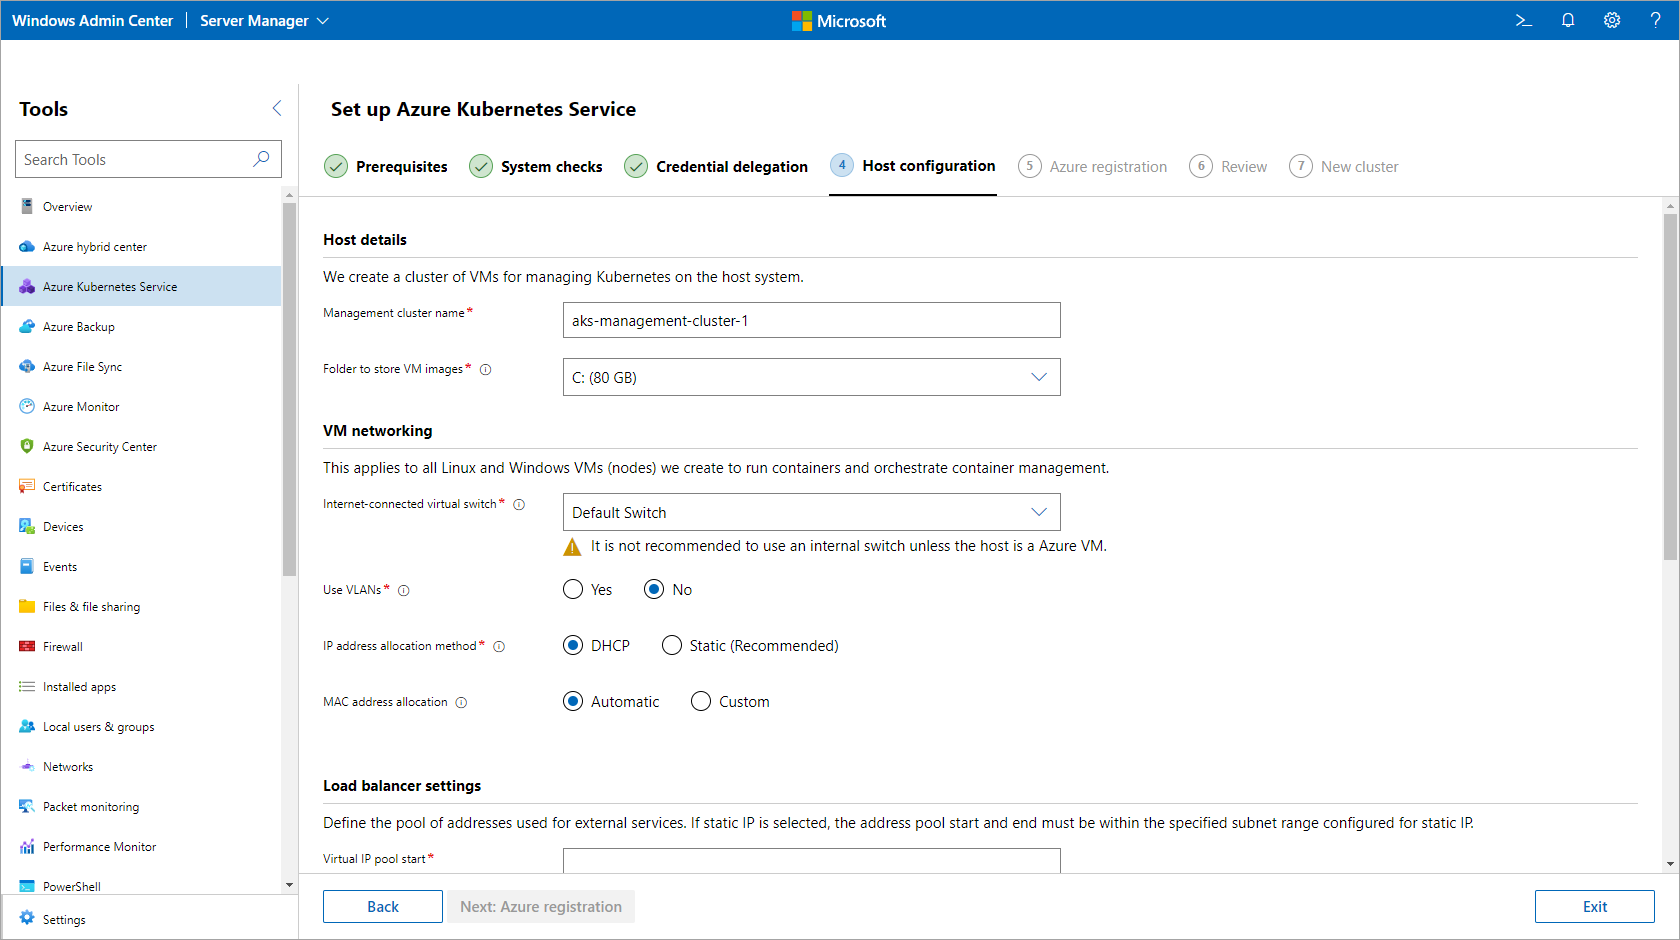 Windows Admin Center | Server Manager
Microsoft
>_
?
Tools
Search Tools
Overview
Azure hybrid center
Azure Kubernetes Service
Azure Backup
Azure File Sync
Azure Monitor
Azure Security Center
Certificates
Devices
Events
Files & file sharing
Firewall
Installed apps
Local users & groups
Networks
Packet monitoring
Performance Monitor
PowerShell
Settings
Set up Azure Kubernetes Service
Prerequisites
System checks
Credential delegation
4 Host configuration
5 Azure registration
6 Review
7 New cluster
Host details
We create a cluster of VMs for managing Kubernetes on the host system.
Management cluster name*
aks-management-cluster-1
Folder to store VM images*
C: (80 GB)
VM networking
This applies to all Linux and Windows VMs (nodes) we create to run containers and orchestrate container management.
Internet-connected virtual switch*
Default Switch
It is not recommended to use an internal switch unless the host is a Azure VM.
Use VLANs*
Yes
No
IP address allocation method*
DHCP
Static (Recommended)
MAC address allocation
Automatic
Custom
Load balancer settings
Define the pool of addresses used for external services. If static IP is selected, the address pool start and end must be within the specified subnet range configured for static IP.
Virtual IP pool start*
Back
Next: Azure registration
Exit